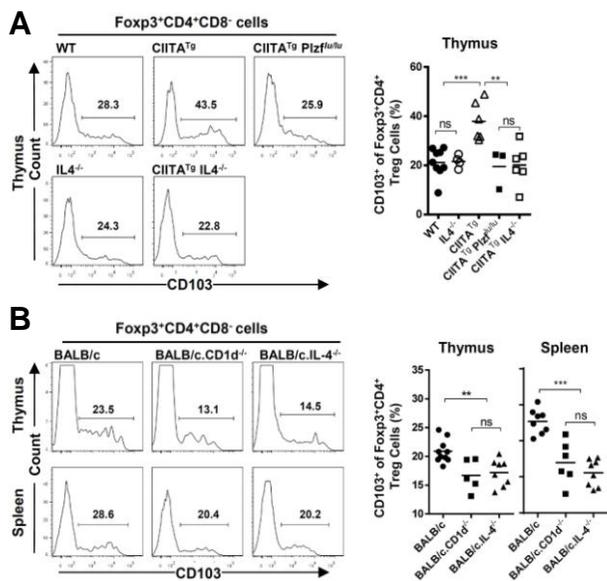 A
Foxp3⁺CD4⁺CD8⁻ cells
WT
CIITAᵀᵍ
CIITAᵀᵍ Plzfˡᵘ/ˡᵘ
28.3
43.5
25.9
IL4⁻/⁻
CIITAᵀᵍ IL4⁻/⁻
24.3
22.8
Thymus
Count
CD103
Thymus
CD103⁺ of Foxp3⁺CD4⁺
Treg Cells (%)
80
60
40
20
0
***
**
ns
ns
WT
IL4⁻/⁻
CIITAᵀᵍ
CIITAᵀᵍ Plzfˡᵘ/ˡᵘ
CIITAᵀᵍ IL4⁻/⁻
B
Foxp3⁺CD4⁺CD8⁻ cells
BALB/c
BALB/c.CD1d⁻/⁻
BALB/c.IL-4⁻/⁻
23.5
13.1
14.5
28.6
20.4
20.2
Thymus
Count
Spleen
CD103
Thymus
Spleen
CD103⁺ of Foxp3⁺CD4⁺
Treg Cells (%)
35
30
25
20
15
10
**
ns
***
ns
BALB/c
BALB/c.CD1d⁻/⁻
BALB/c.IL-4⁻/⁻
BALB/c
BALB/c.CD1d⁻/⁻
BALB/c.IL-4⁻/⁻